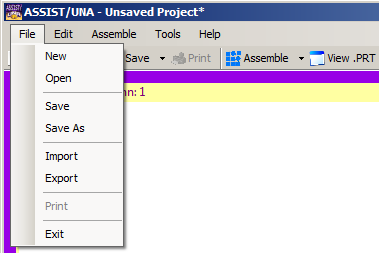 ASSIST/UNA - Unsaved Project*
File Edit Assemble Tools Help
Save Print Assemble View .PRT
New
Open
mn: 1
Save
Save As
Import
Export
Print
Exit